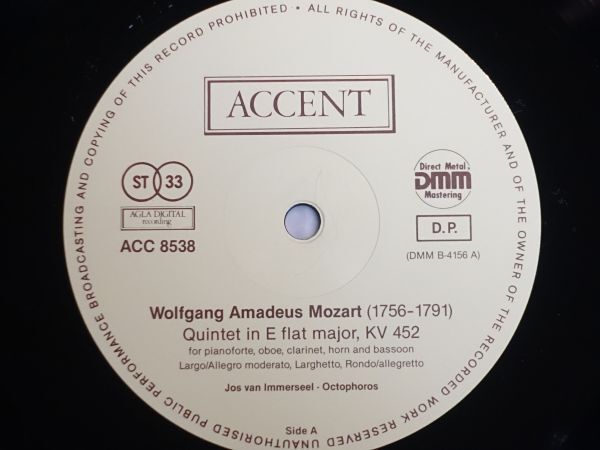 ALL RIGHTS OF THE MANUFACTURER AND OF THE OWNER OF THE RECORDED WORK RESERVED UNAUTHORISED PUBLIC PERFORMANCE BROADCASTING AND COPYING OF THIS RECORD PROHIBITED •
ACCENT
ST 33
AGLA DIGITAL
recording
ACC 8538
Direct Metal
DMM
Mastering
D.P.
(DMM B-4156 A)
Wolfgang Amadeus Mozart (1756-1791)
Quintet in E flat major, KV 452
for pianoforte, oboe, clarinet, horn and bassoon
Largo/Allegro moderato, Larghetto, Rondo/allegretto
Jos van Immerseel · Octophoros
Side A